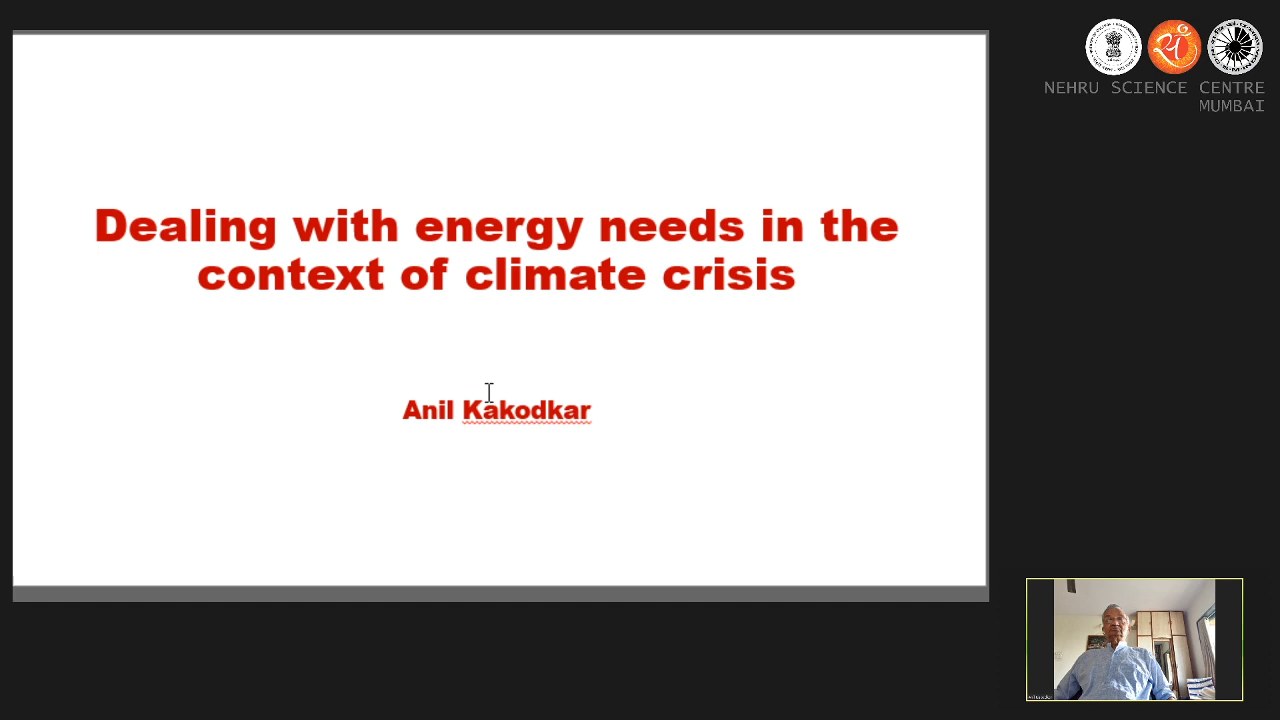 NEHRU SCIENCE CENTRE
MUMBAI
Dealing with energy needs in the
context of climate crisis
Anil Kakodkar